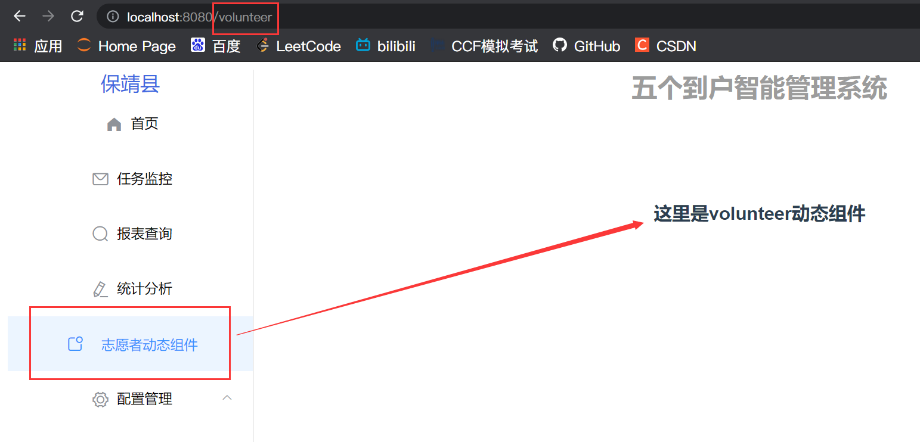 localhost:8080/volunteer
应用 Home Page 百度 LeetCode bilibili CCF模拟考试 GitHub CSDN
保靖县
五个到户智能管理系统
首页
任务监控
这里是volunteer动态组件
报表查询
统计分析
志愿者动态组件
配置管理